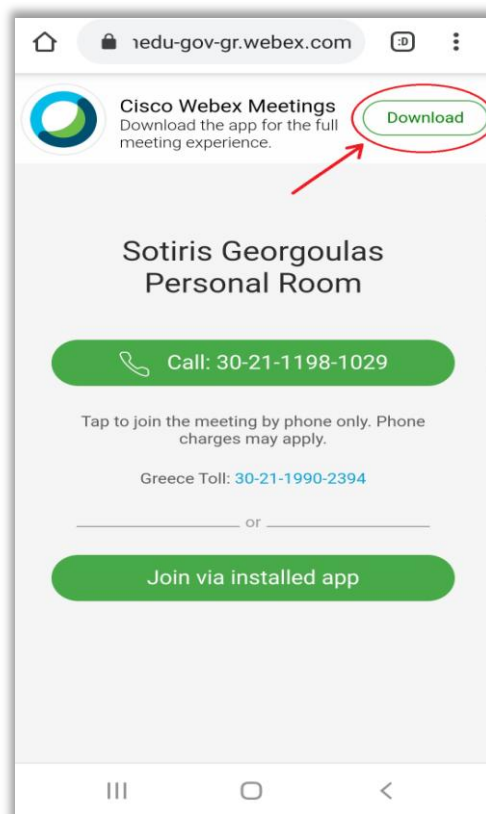 nedu-gov-gr.webex.com
:D
Cisco Webex Meetings
Download the app for the full
meeting experience.
Download
Sotiris Georgoulas
Personal Room
Call: 30-21-1198-1029
Tap to join the meeting by phone only. Phone
charges may apply.
Greece Toll: 30-21-1990-2394
or
Join via installed app